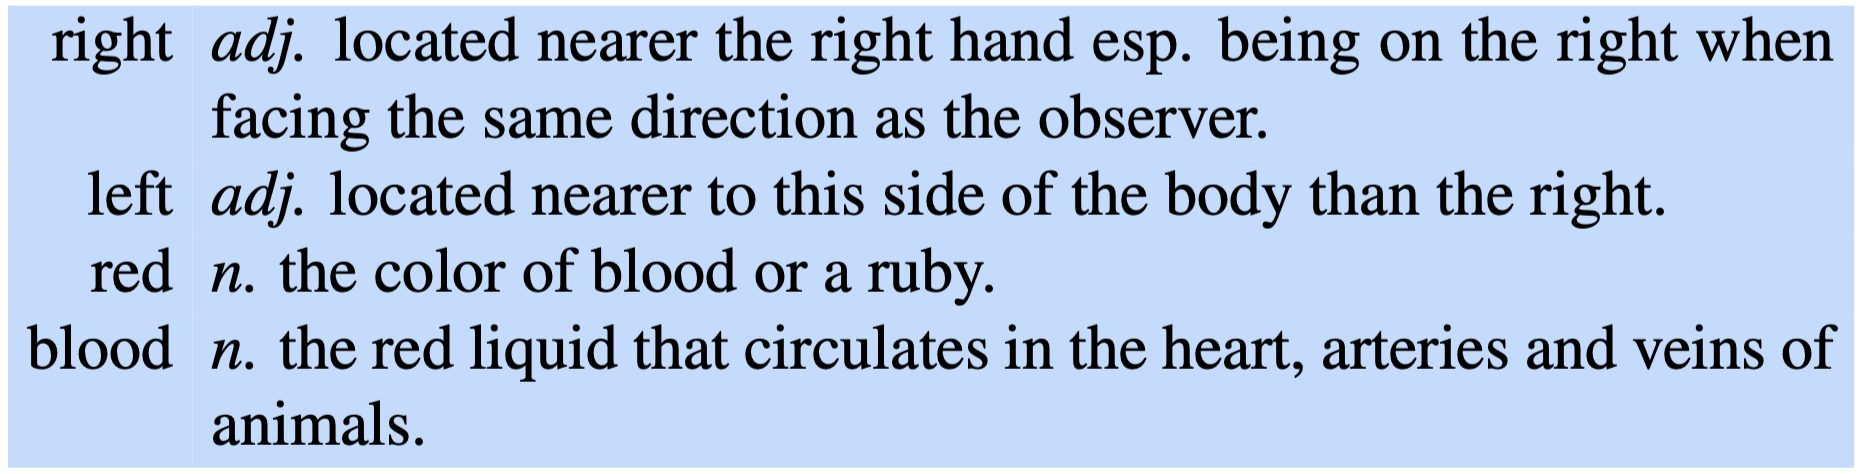 right adj. located nearer the right hand esp. being on the right when
facing the same direction as the observer.
left adj. located nearer to this side of the body than the right.
red n. the color of blood or a ruby.
blood n. the red liquid that circulates in the heart, arteries and veins of
animals.